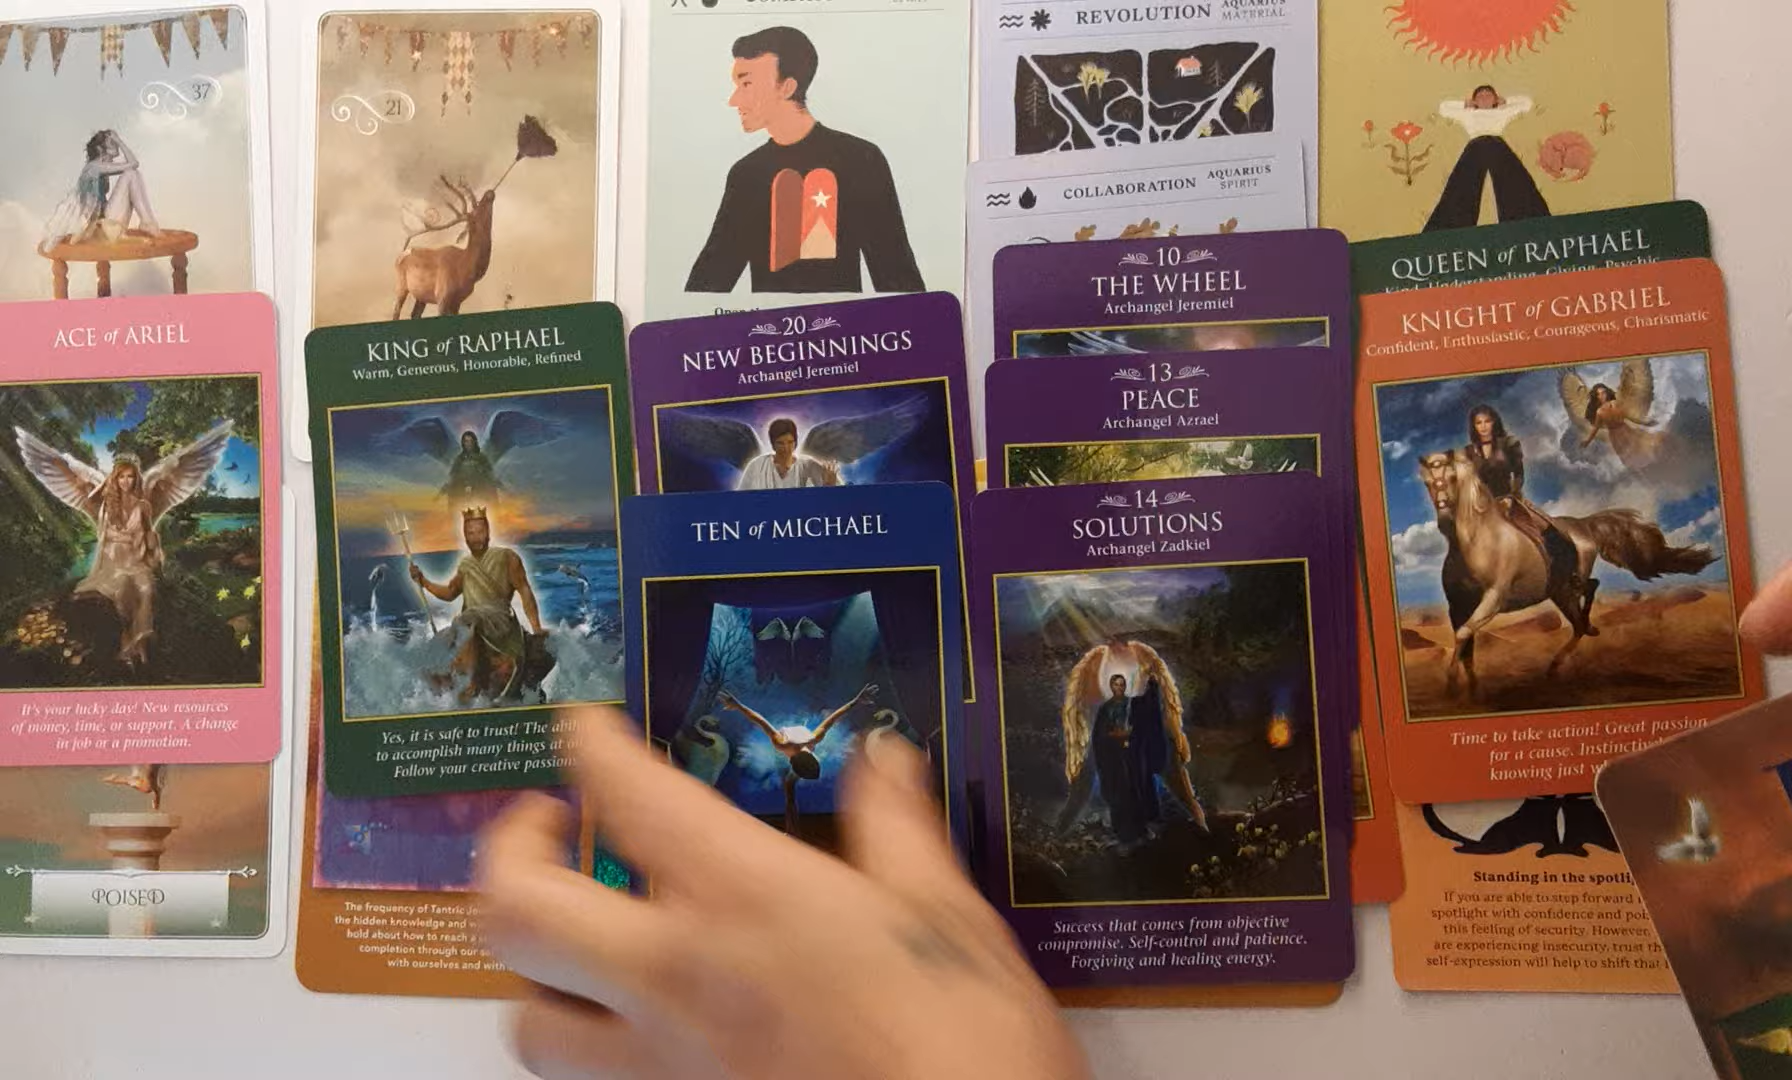 37
21
REVOLUTION
AQUARIUS
MATERIAL
COLLABORATION
AQUARIUS
SPIRIT
ACE of ARIEL
It's your lucky day! New resources
of money, time, or support. A change
in job or a promotion.
POISED
KING of RAPHAEL
Warm, Generous, Honorable, Refined
Yes, it is safe to trust! The
to accomplish many things at
Follow your creative passion
The frequency of Tantric
the hidden knowledge and
hold about how to reach a
completion through our
with ourselves and with
20
NEW BEGINNINGS
Archangel Jeremiel
TEN of MICHAEL
10
THE WHEEL
Archangel Jeremiel
13
PEACE
Archangel Azrael
14
SOLUTIONS
Archangel Zadkiel
Success that comes from objective
compromise. Self-control and patience.
Forgiving and healing energy.
QUEEN of RAPHAEL
Kind, Understanding, Giving, Psychic
KNIGHT of GABRIEL
Confident, Enthusiastic, Courageous, Charismatic
Time to take action! Great passion
for a cause.
knowing just
Standing in the
If you are able to step forward
spotlight with confidence and
this feeling of security. However,
are experiencing insecurity, trust
self-expression will help to shift that